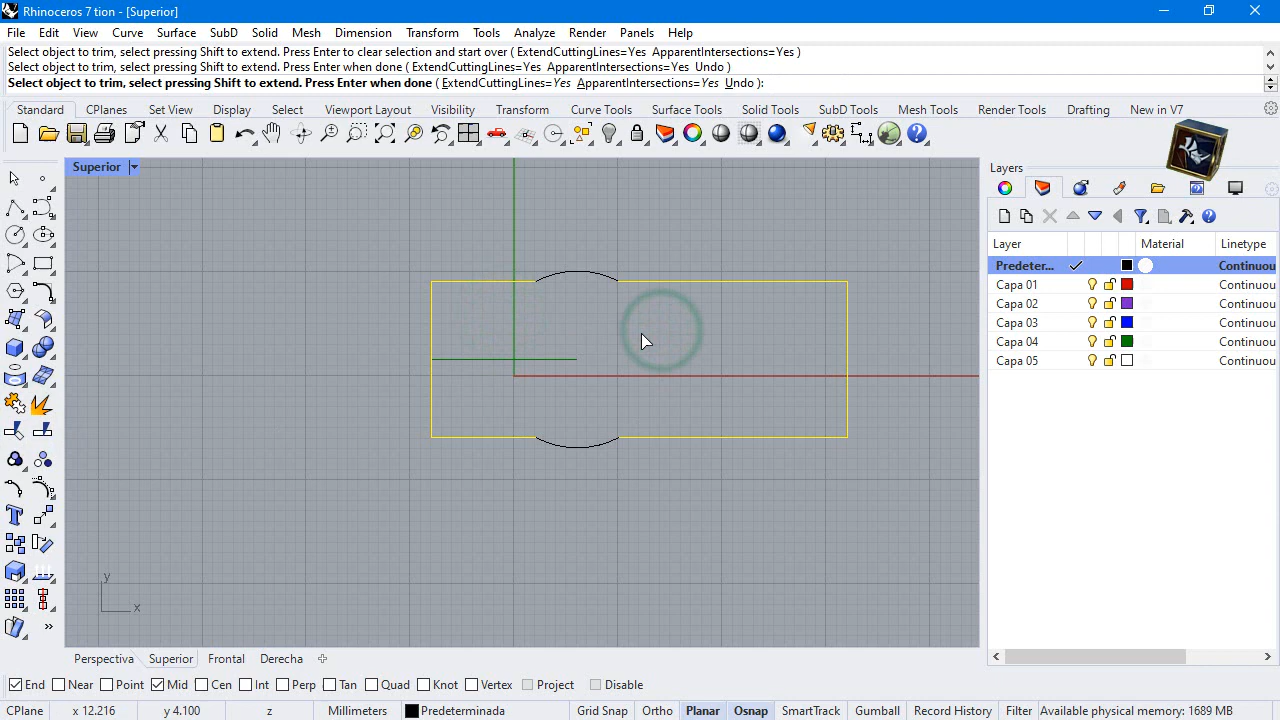 Rhinoceros 7 tion - [Superior]
File Edit View Curve Surface SubD Solid Mesh Dimension Transform Tools Analyze Render Panels Help
Select object to trim, select pressing Shift to extend. Press Enter to clear selection and start over ( ExtendCuttingLines=Yes ApparentIntersections=Yes )
Select object to trim, select pressing Shift to extend. Press Enter when done ( ExtendCuttingLines=Yes ApparentIntersections=Yes Undo )
Select object to trim, select pressing Shift to extend. Press Enter when done ( ExtendCuttingLines=Yes ApparentIntersections=Yes Undo ):
Standard CPlanes Set View Display Select Viewport Layout Visibility Transform Curve Tools Surface Tools Solid Tools SubD Tools Mesh Tools Render Tools Drafting New in V7
Superior
Layers
Layer Material Linetype
Predeter... Continuou
Capa 01 Continuou
Capa 02 Continuou
Capa 03 Continuou
Capa 04 Continuou
Capa 05 Continuou
y
x
Perspectiva Superior Frontal Derecha
End Near Point Mid Cen Int Perp Tan Quad Knot Vertex Project Disable
CPlane x 12.216 y 4.100 z Millimeters Predeterminada Grid Snap Ortho Planar Osnap SmartTrack Gumball Record History Filter Available physical memory: 1689 MB